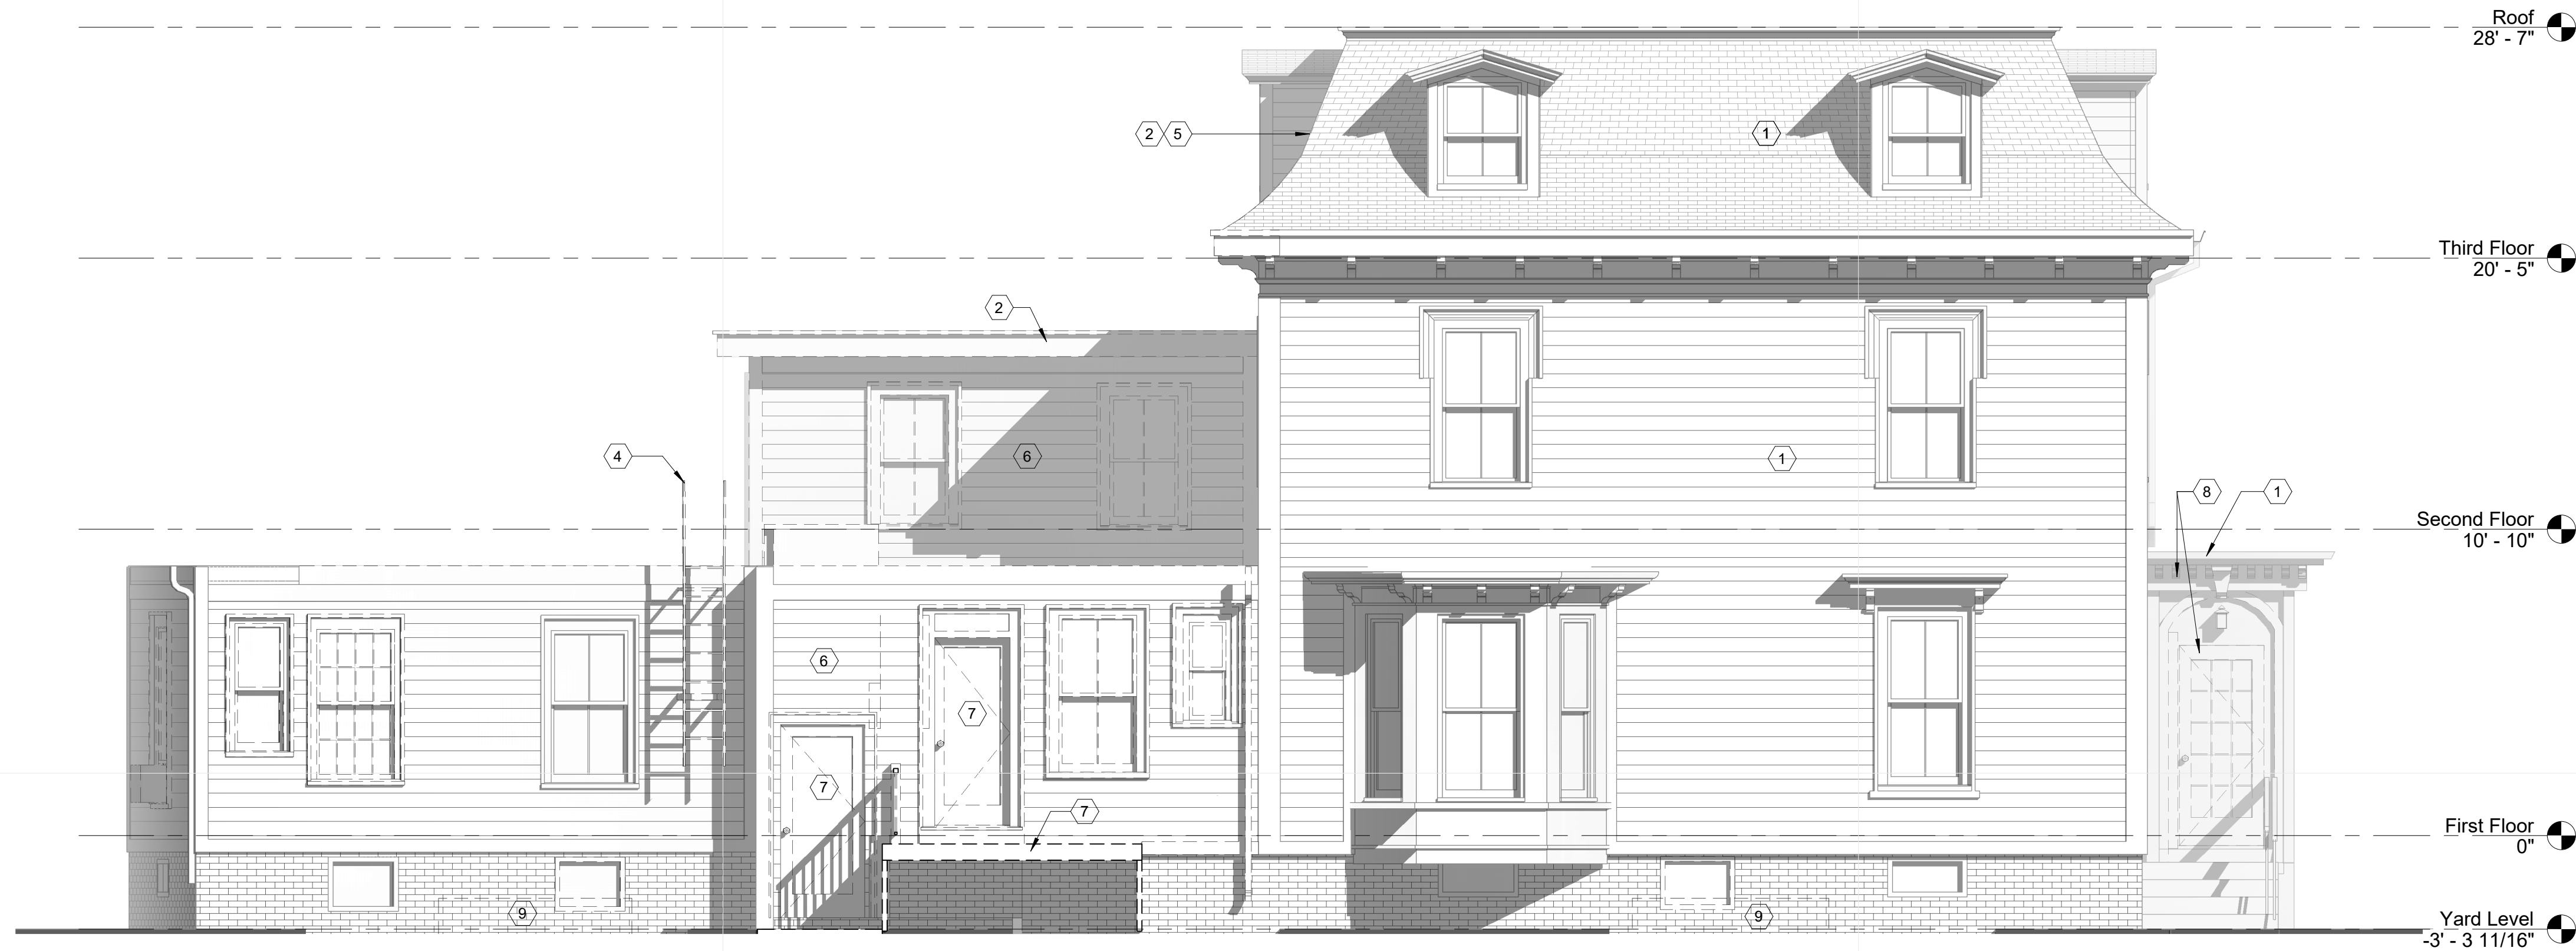 Roof
28' - 7"
2 5
1
Third Floor
20' - 5"
2
4
6
1
8 1
Second Floor
10' - 10"
6
7
7
7
First Floor
0"
9
9
Yard Level
-3' - 3 11/16"